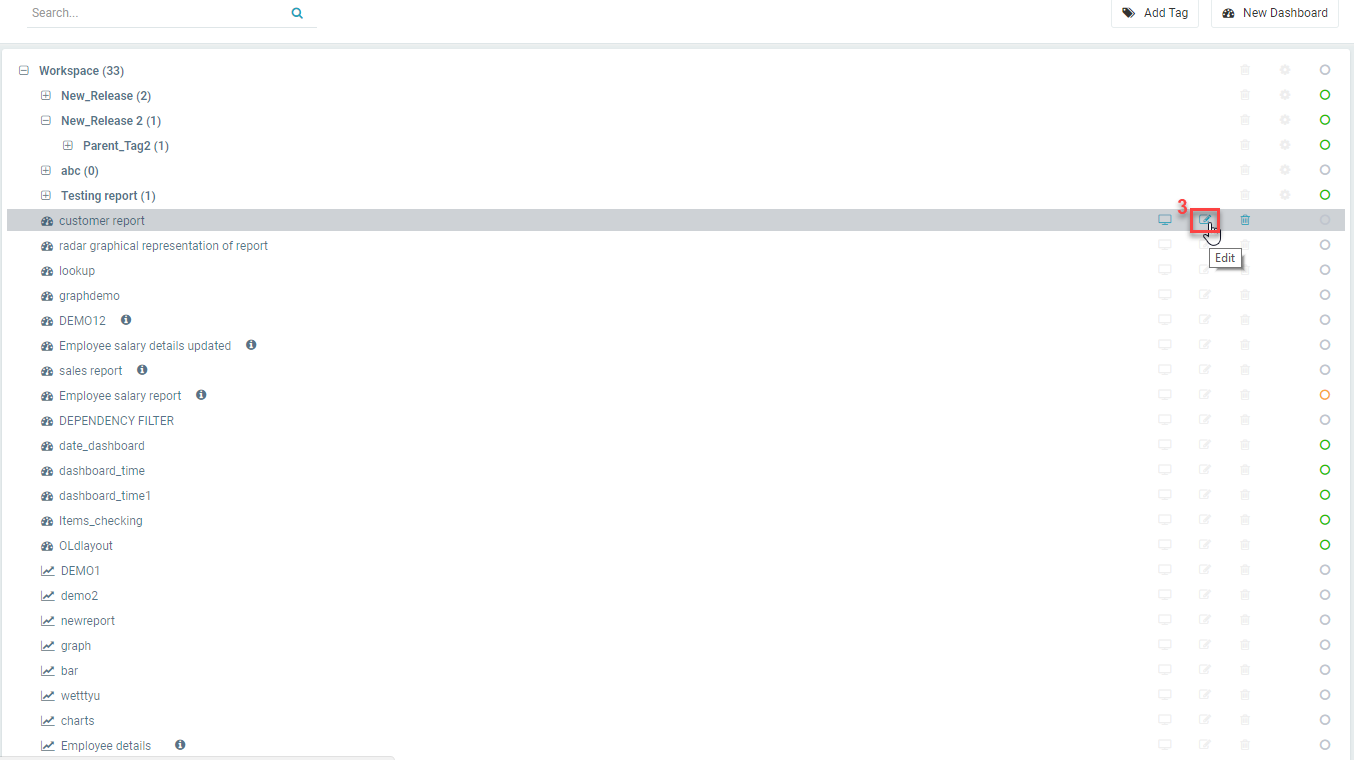 Search...
Add Tag
New Dashboard
Workspace (33)
New_Release (2)
New_Release 2 (1)
Parent_Tag2 (1)
abc (0)
Testing report (1)
3
customer report
radar graphical representation of report
Edit
lookup
graphdemo
DEMO12
Employee salary details updated
sales report
Employee salary report
DEPENDENCY FILTER
date_dashboard
dashboard_time
dashboard_time1
Items_checking
OLdlayout
DEMO1
demo2
newreport
graph
bar
wetttyu
charts
Employee details